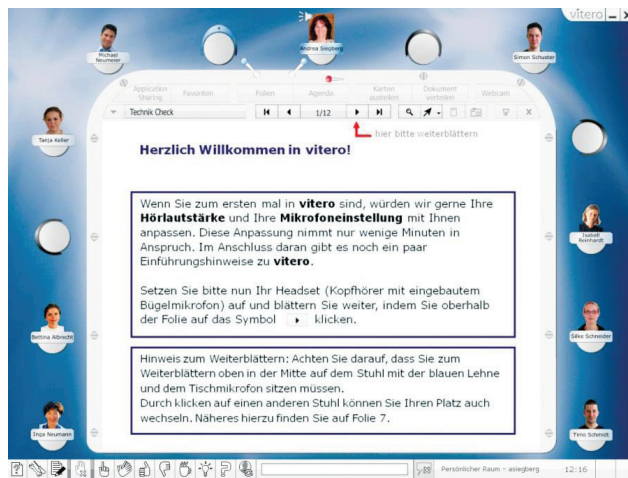 vitero
Michael
Neumeier
Andrea Siegberg
Simon Schuster
Application
Sharing
Favoriten
Folien
Agenda
Karten
austeilen
Dokument
verteilen
Webcam
Technik Check
1/12
hier bitte weiterblättern
Tanja Keller
Herzlich Willkommen in vitero!
Wenn Sie zum ersten mal in vitero sind, würden wir gerne Ihre
Hörlautstärke und Ihre Mikrofoneinstellung mit Ihnen
anpassen. Diese Anpassung nimmt nur wenige Minuten in
Anspruch. Im Anschluss daran gibt es noch ein paar
Einführungshinweise zu vitero.
Setzen Sie bitte nun Ihr Headset (Kopfhörer mit eingebautem
Bügelmikrofon) auf und blättern Sie weiter, indem Sie oberhalb
der Folie auf das Symbol klicken.
Isabell
Reinhardt
Bettina Albrecht
Silke Schneider
Hinweis zum Weiterblättern: Achten Sie darauf, dass Sie zum
Weiterblättern oben in der Mitte auf dem Stuhl mit der blauen Lehne
und dem Tischmikrofon sitzen müssen.
Durch klicken auf einen anderen Stuhl können Sie Ihren Platz auch
wechseln. Näheres hierzu finden Sie auf Folie 7.
Inga Neumann
Timo Schmidt
Persönlicher Raum - asiegberg
12:16